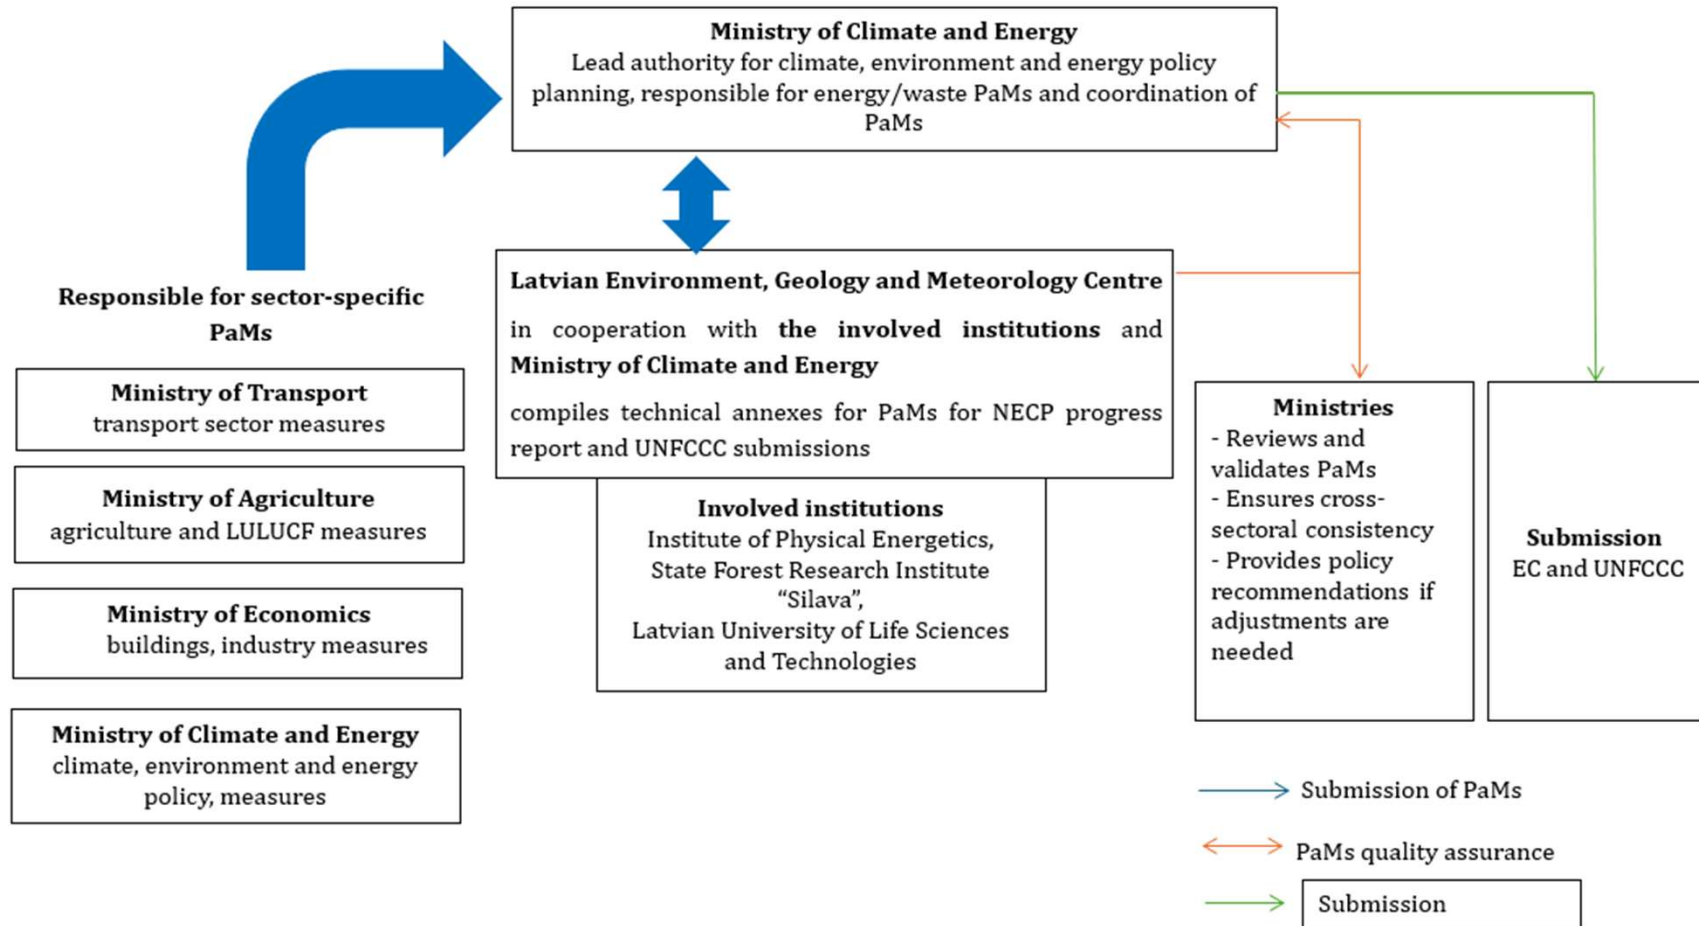 Ministry of Climate and Energy
Lead authority for climate, environment and energy policy
planning, responsible for energy/waste PaMs and coordination of
PaMs
Responsible for sector-specific
PaMs
Ministry of Transport
transport sector measures
Ministry of Agriculture
agriculture and LULUCF measures
Ministry of Economics
buildings, industry measures
Ministry of Climate and Energy
climate, environment and energy
policy, measures
Latvian Environment, Geology and Meteorology Centre
in cooperation with the involved institutions and
Ministry of Climate and Energy
compiles technical annexes for PaMs for NECP progress
report and UNFCCC submissions
Involved institutions
Institute of Physical Energetics,
State Forest Research Institute
“Silava”,
Latvian University of Life Sciences
and Technologies
Ministries
- Reviews and
validates PaMs
- Ensures cross-
sectoral consistency
- Provides policy
recommendations if
adjustments are
needed
Submission
EC and UNFCCC
Submission of PaMs
PaMs quality assurance
Submission